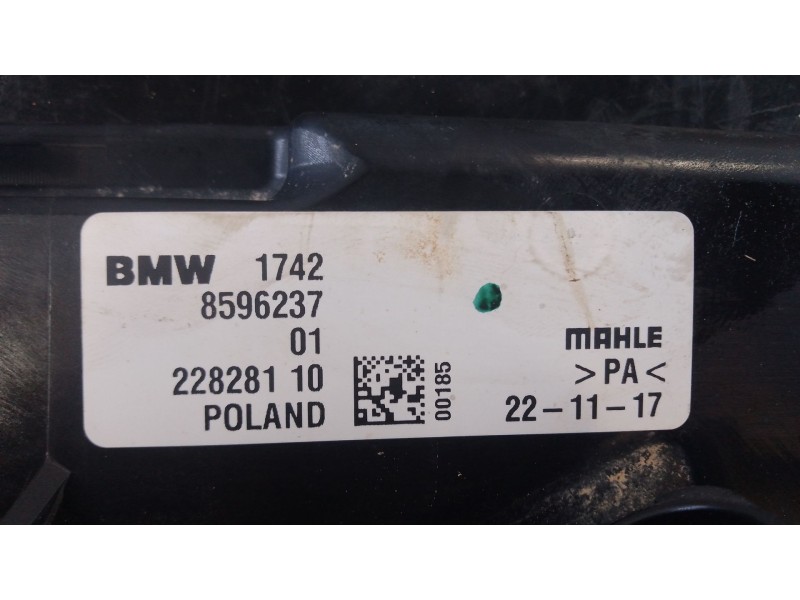 BMW 1742
8596237
01
228281 10
POLAND
00185
MAHLE
>PA<
22-11-17